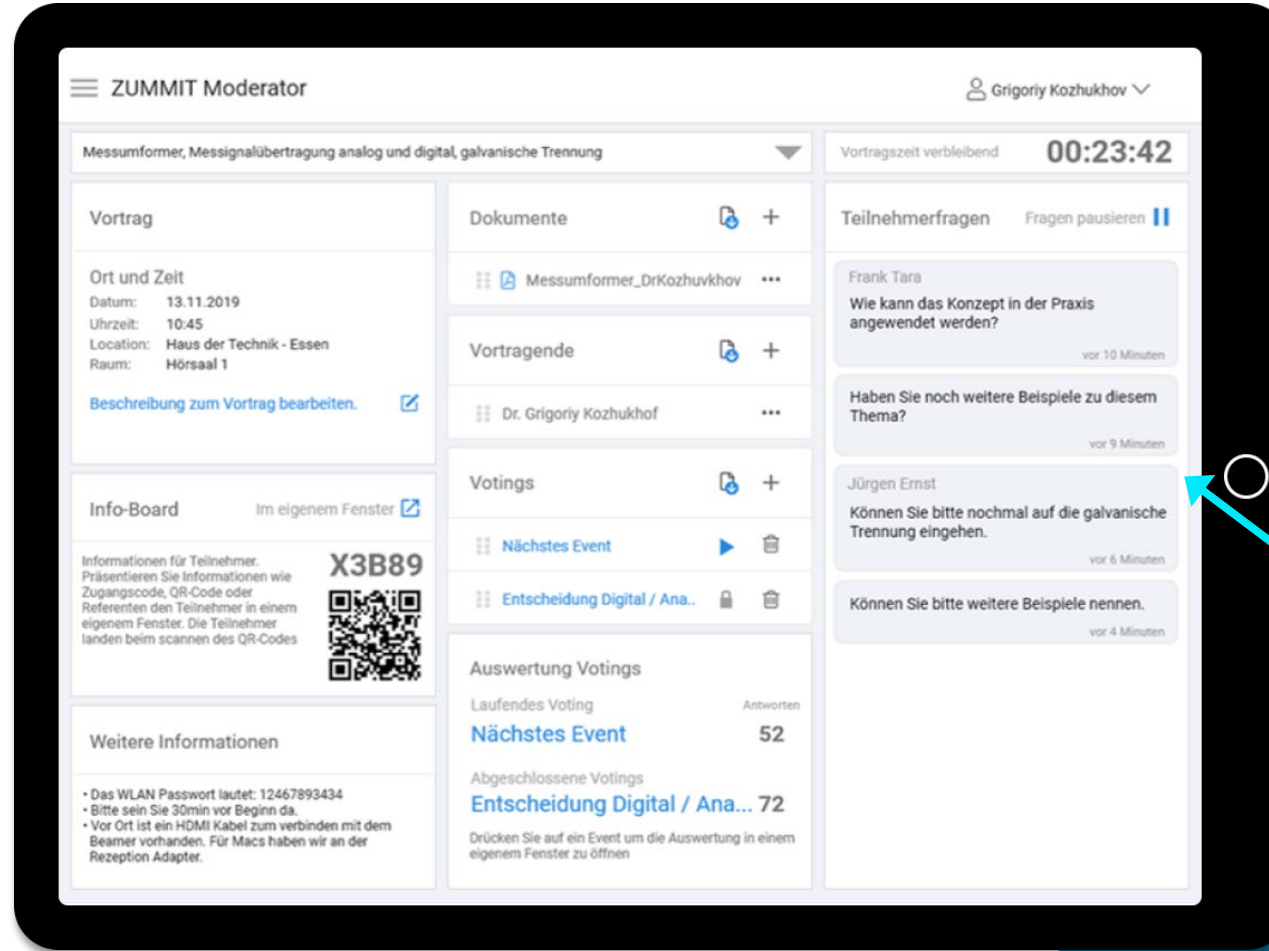 ZUMMIT Moderator
Grigoriy Kozhukhov
Messumformer, Messignalübertragung analog und digital, galvanische Trennung
Vortragszeit verbleibend 00:23:42
Vortrag
Ort und Zeit
Datum: 13.11.2019
Uhrzeit: 10:45
Location: Haus der Technik - Essen
Raum: Hörsaal 1
Beschreibung zum Vortrag bearbeiten.
Info-Board Im eigenem Fenster
Informationen für Teilnehmer.
Präsentieren Sie Informationen wie
Zugangscode, QR-Code oder
Referenten den Teilnehmer in einem
eigenem Fenster. Die Teilnehmer
landen beim scannen des QR-Codes
X3B89
Weitere Informationen
• Das WLAN Passwort lautet: 12467893434
• Bitte sein Sie 30min vor Beginn da.
• Vor Ort ist ein HDMI Kabel zum verbinden mit dem
Beamer vorhanden. Für Macs haben wir an der
Rezeption Adapter.
Dokumente
Messumformer_DrKozhuvkhov
Vortragende
Dr. Grigoriy Kozhukhof
Votings
Nächstes Event
Entscheidung Digital / Ana..
Auswertung Votings
Laufendes Voting Antworten
Nächstes Event 52
Abgeschlossene Votings
Entscheidung Digital / Ana... 72
Drücken Sie auf ein Event um die Auswertung in einem
eigenem Fenster zu öffnen
Teilnehmerfragen Fragen pausieren
Frank Tara
Wie kann das Konzept in der Praxis
angewendet werden?
vor 10 Minuten
Haben Sie noch weitere Beispiele zu diesem
Thema?
vor 9 Minuten
Jürgen Ernst
Können Sie bitte nochmal auf die galvanische
Trennung eingehen.
vor 6 Minuten
Können Sie bitte weitere Beispiele nennen.
vor 4 Minuten